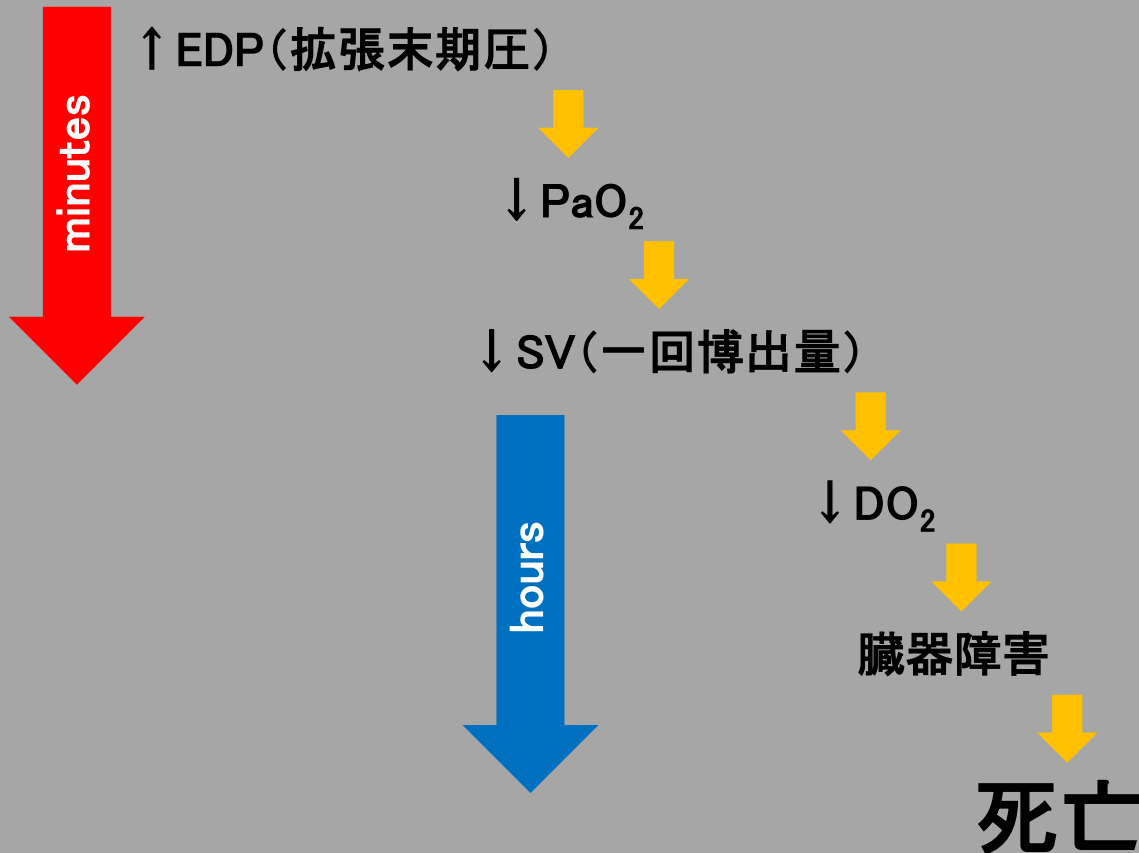 ↑EDP(拡張末期圧)
minutes
↓PaO₂
↓SV(一回博出量)
↓DO₂
hours
臓器障害
死亡